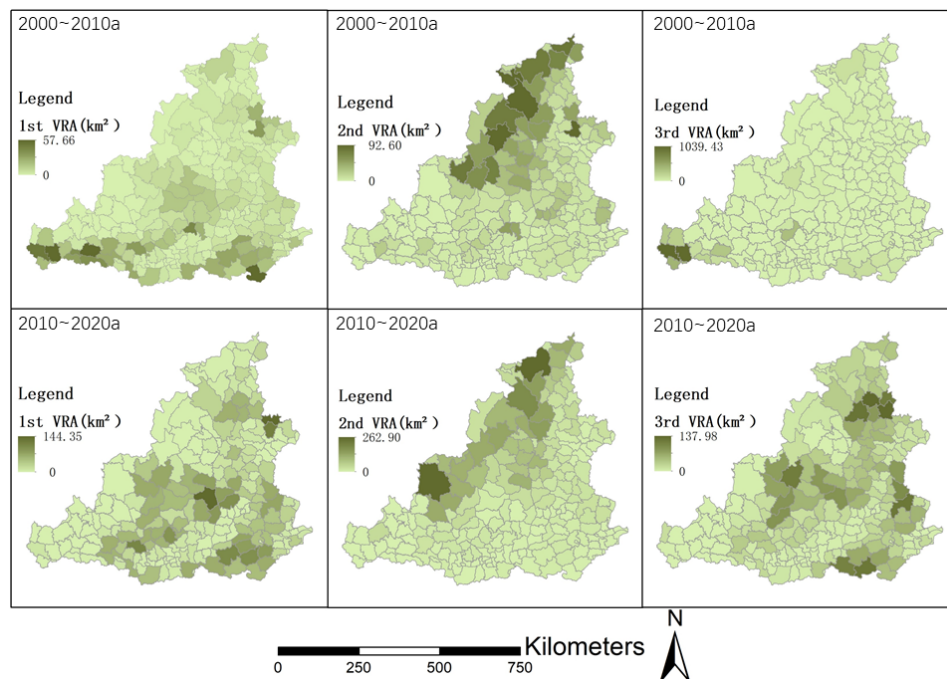 2000~2010a
Legend
1st VRA(km²)
57.66
0
2000~2010a
Legend
2nd VRA(km²)
92.60
0
2000~2010a
Legend
3rd VRA(km²)
1039.43
0
2010~2020a
Legend
1st VRA(km²)
144.35
0
2010~2020a
Legend
2nd VRA(km²)
262.90
0
2010~2020a
Legend
3rd VRA(km²)
137.98
0
Kilometers
0 250 500 750
N